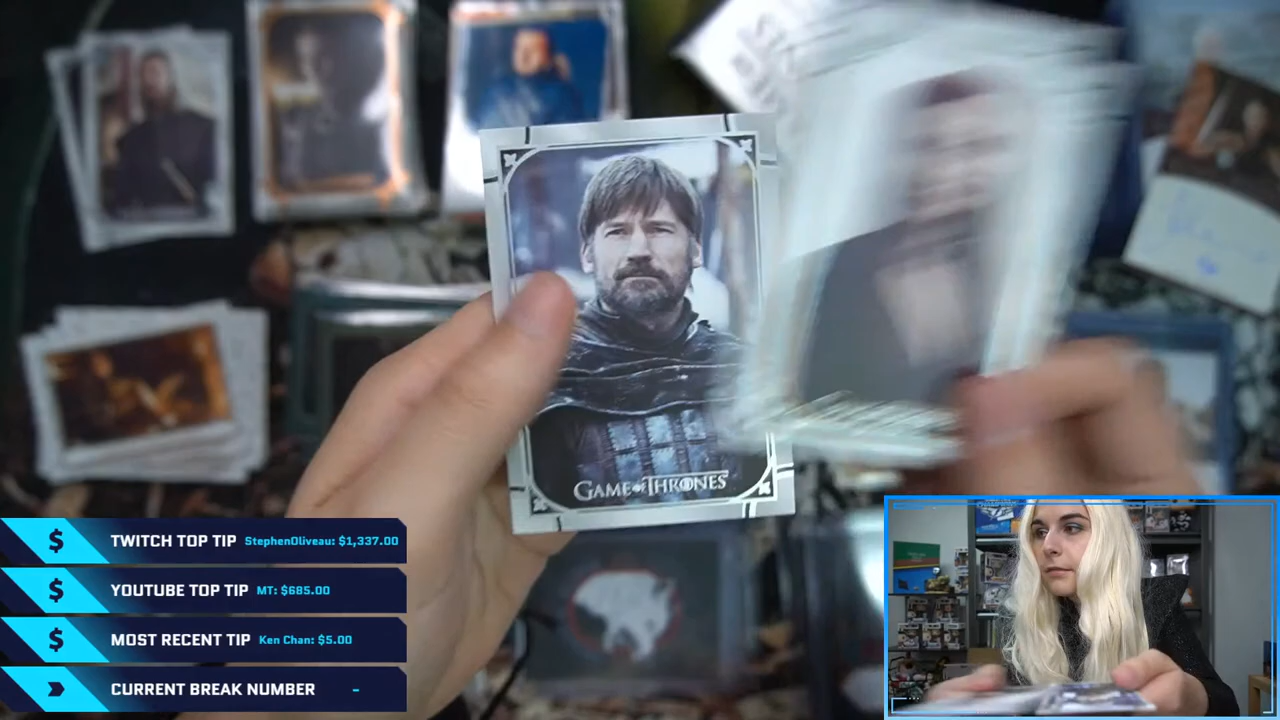 GAME OF THRONES
TWITCH TOP TIP StephenOliveau: $1,337.00
YOUTUBE TOP TIP MT: $685.00
MOST RECENT TIP Ken Chan: $5.00
CURRENT BREAK NUMBER -